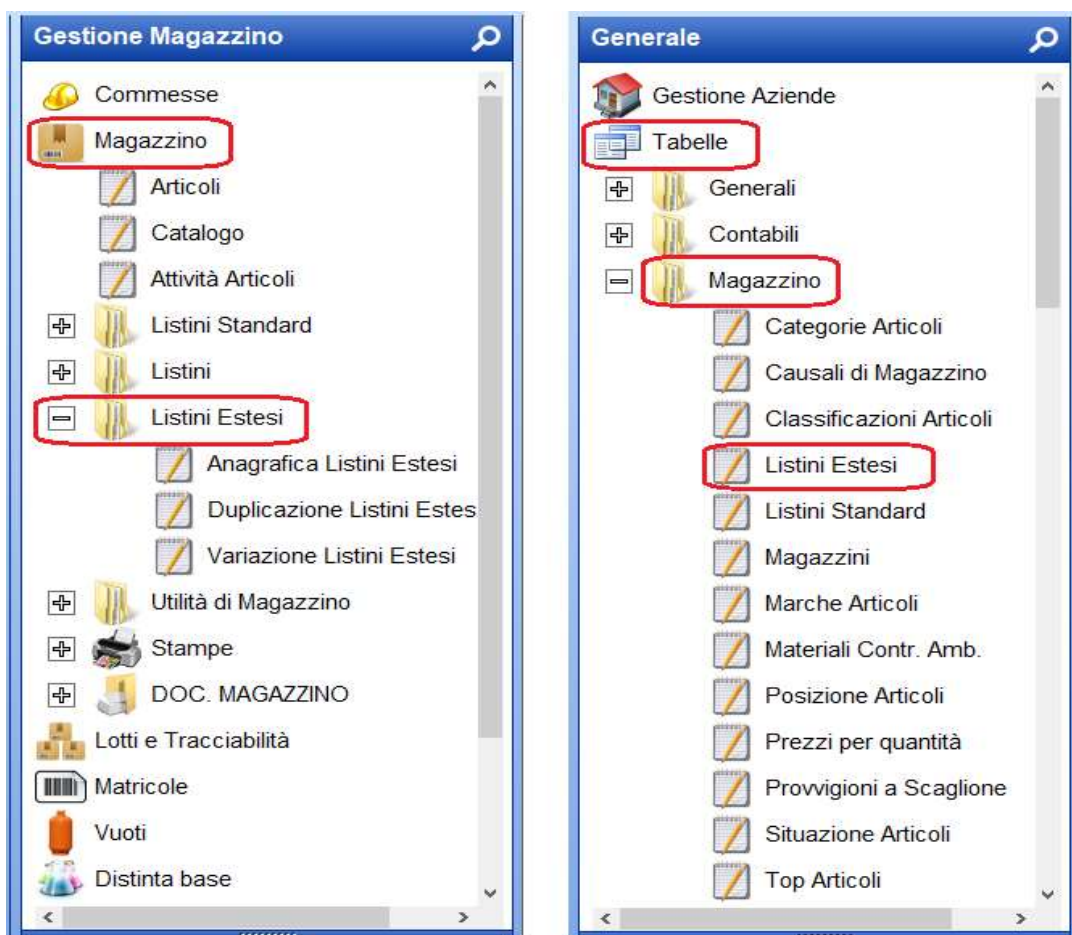 Gestione Magazzino
Commesse
Magazzino
Articoli
Catalogo
Attività Articoli
Listini Standard
Listini
Listini Estesi
Anagrafica Listini Estesi
Duplicazione Listini Estes
Variazione Listini Estesi
Utilità di Magazzino
Stampe
DOC. MAGAZZINO
Lotti e Tracciabilità
Matricole
Vuoti
Distinta base
Generale
Gestione Aziende
Tabelle
Generali
Contabili
Magazzino
Categorie Articoli
Causali di Magazzino
Classificazioni Articoli
Listini Estesi
Listini Standard
Magazzini
Marche Articoli
Materiali Contr. Amb.
Posizione Articoli
Prezzi per quantità
Provvigioni a Scaglione
Situazione Articoli
Top Articoli